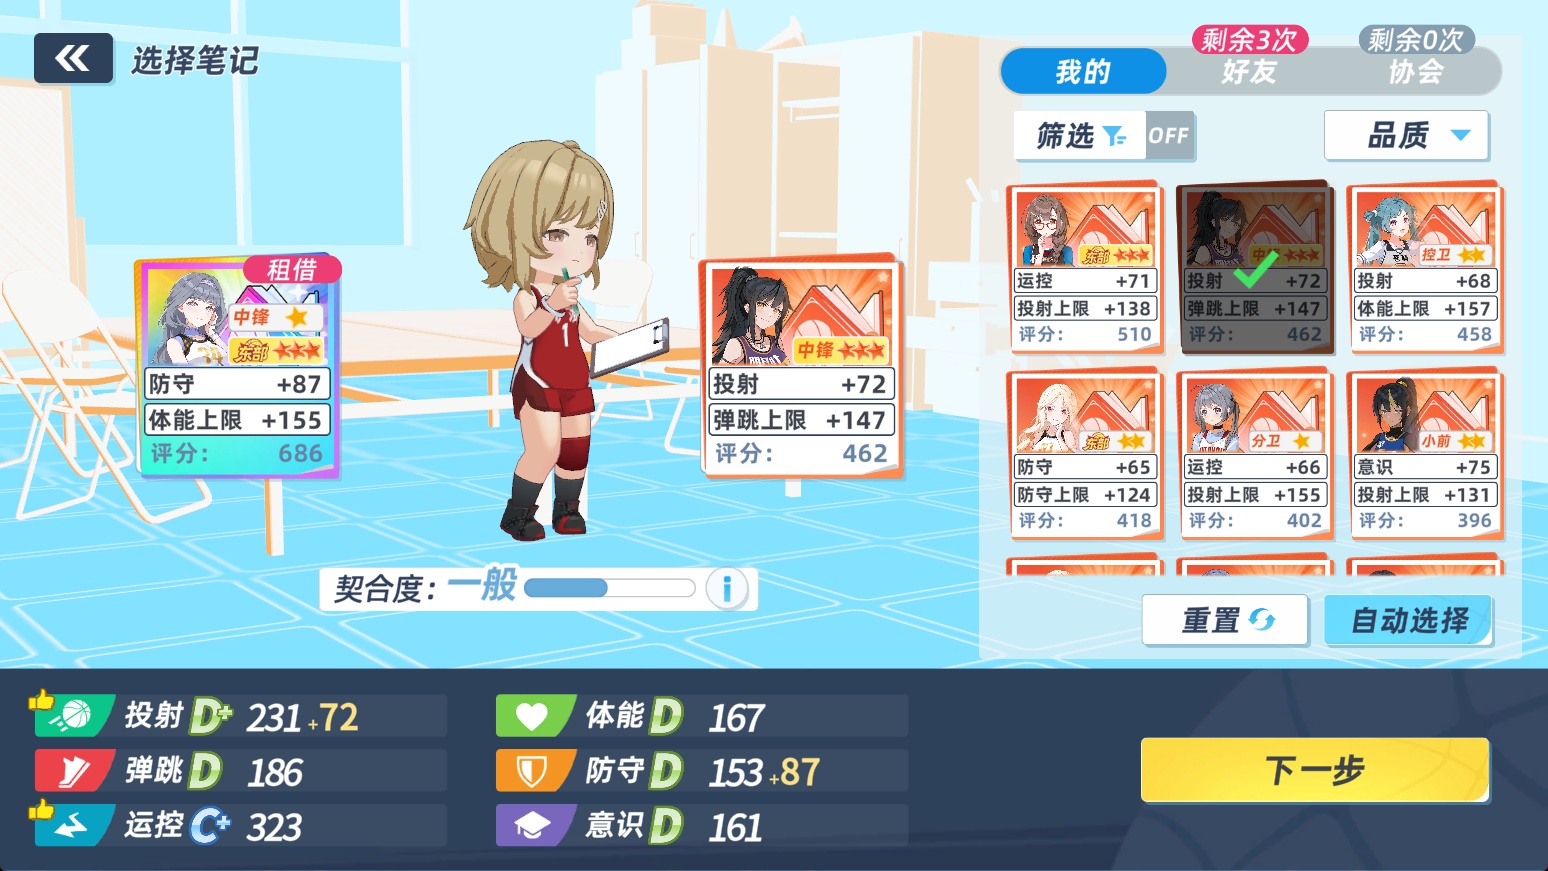 选择笔记
剩余3次
剩余0次
我的
好友
协会
筛选
OFF
品质
租借
中锋
东部
防守 +87
体能上限 +155
评分： 686
1
中锋
投射 +72
弹跳上限 +147
评分： 462
东部
运控 +71
投射上限 +138
评分： 510
中锋
投射 +72
弹跳上限 +147
评分： 462
控卫
投射 +68
体能上限 +157
评分： 458
东部
防守 +65
防守上限 +124
评分： 418
分卫
运控 +66
投射上限 +155
评分： 402
小前
意识 +75
投射上限 +131
评分： 396
契合度：一般
i
重置
自动选择
投射 D+ 231 +72
体能 D 167
弹跳 D 186
防守 D 153 +87
运控 C+ 323
意识 D 161
下一步